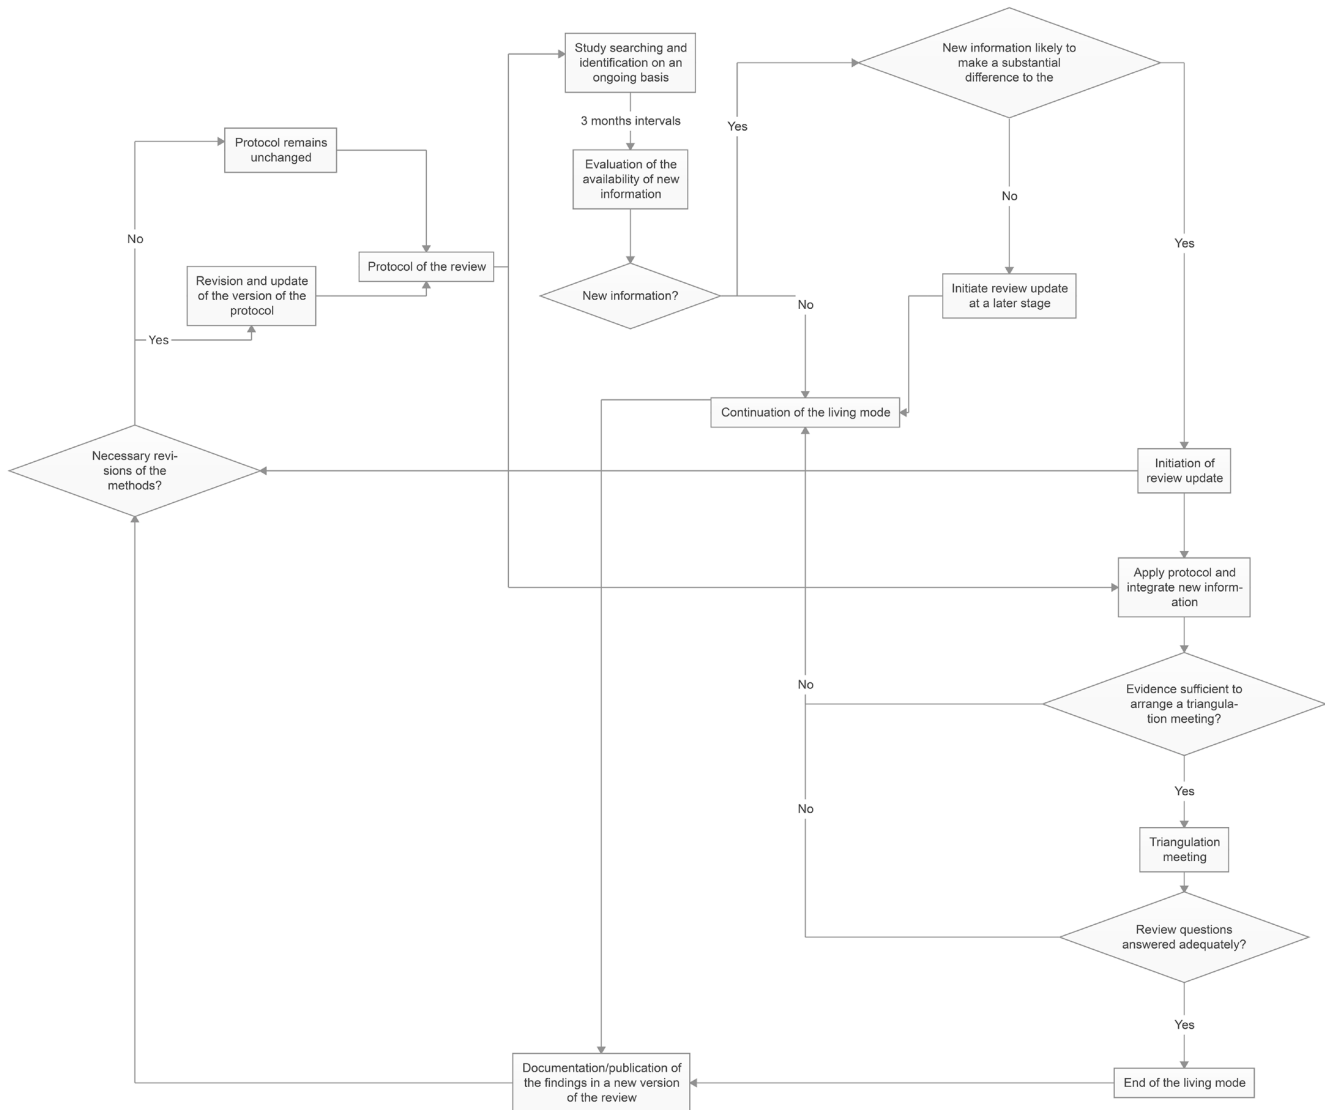 Study searching and
identification on an
ongoing basis
New information likely to
make a substantial
difference to the
3 months intervals
Yes
Protocol remains
unchanged
Evaluation of the
availability of new
information
No
No
Yes
Protocol of the review
Revision and update
of the version of the
protocol
New information?
No
Initiate review update
at a later stage
Yes
Continuation of the living mode
Necessary revi-
sions of the
methods?
Initiation of
review update
Apply protocol and
integrate new inform-
ation
No
Evidence sufficient to
arrange a triangula-
tion meeting?
Yes
No
Triangulation
meeting
Review questions
answered adequately?
Yes
Documentation/publication of
the findings in a new version
of the review
End of the living mode